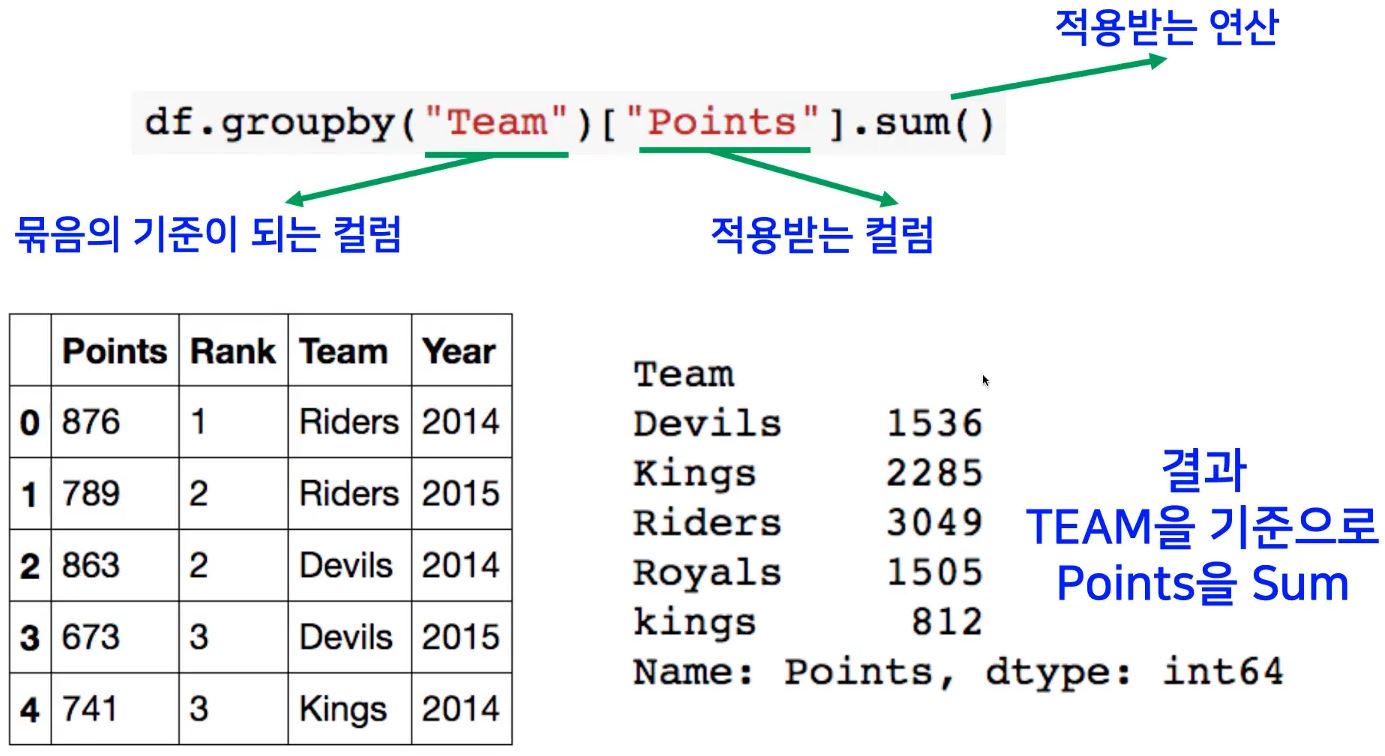 적용받는 연산
df.groupby("Team")["Points"].sum()
묶음의 기준이 되는 컬럼
적용받는 컬럼
Points Rank Team Year
0 876 1 Riders 2014
1 789 2 Riders 2015
2 863 2 Devils 2014
3 673 3 Devils 2015
4 741 3 Kings 2014
Team
Devils 1536
Kings 2285
Riders 3049
Royals 1505
kings 812
Name: Points, dtype: int64
결과
TEAM을 기준으로
Points을 Sum